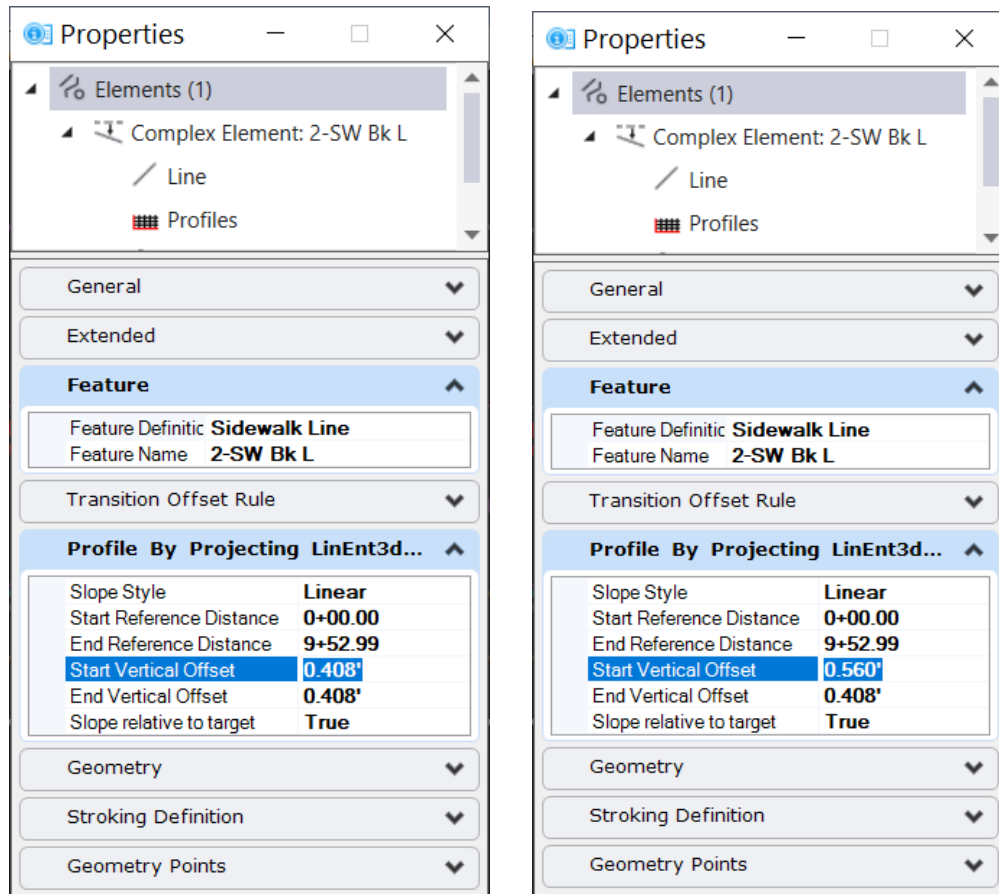 Properties
Elements (1)
Complex Element: 2-SW Bk L
Line
Profiles
General
Extended
Feature
Feature Definitic Sidewalk Line
Feature Name 2-SW Bk L
Transition Offset Rule
Profile By Projecting LinEnt3d...
Slope Style Linear
Start Reference Distance 0+00.00
End Reference Distance 9+52.99
Start Vertical Offset 0.408'
End Vertical Offset 0.408'
Slope relative to target True
Geometry
Stroking Definition
Geometry Points
Properties
Elements (1)
Complex Element: 2-SW Bk L
Line
Profiles
General
Extended
Feature
Feature Definitic Sidewalk Line
Feature Name 2-SW Bk L
Transition Offset Rule
Profile By Projecting LinEnt3d...
Slope Style Linear
Start Reference Distance 0+00.00
End Reference Distance 9+52.99
Start Vertical Offset 0.560'
End Vertical Offset 0.408'
Slope relative to target True
Geometry
Stroking Definition
Geometry Points